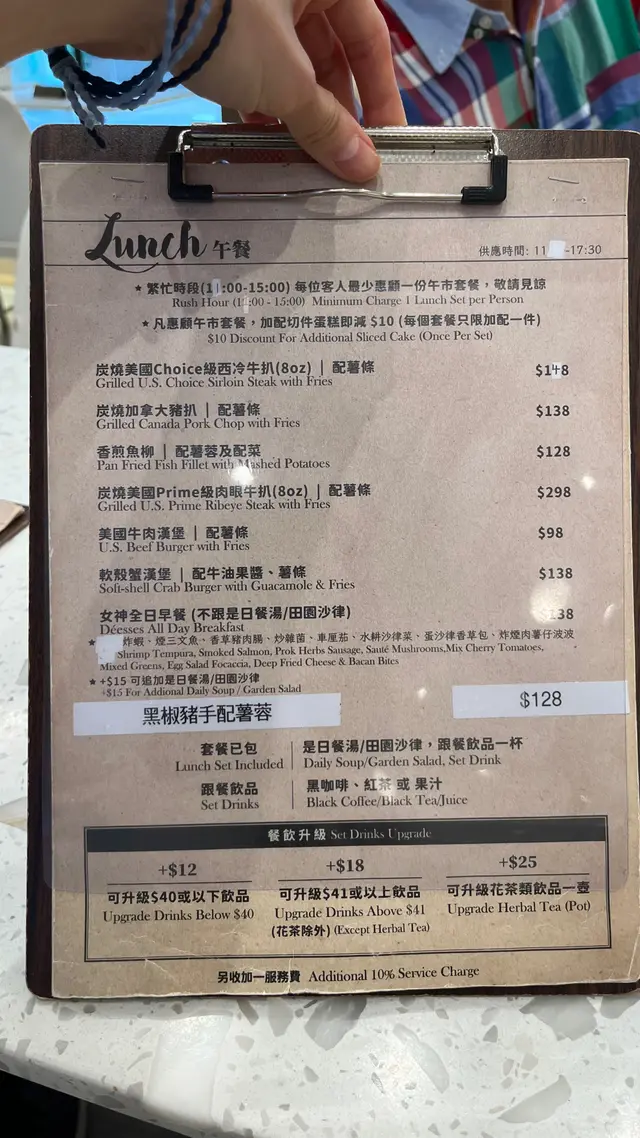 Lunch 午餐
供應時間: 11 -17:30
★ 繁忙時段(11:00-15:00) 每位客人最少惠顧一份午市套餐，敬請見諒
Rush Hour (11:00 - 15:00) Minimum Charge 1 Lunch Set per Person
★ 凡惠顧午市套餐，加配切件蛋糕即減 $10 (每個套餐只限加配一件)
$10 Discount For Additional Sliced Cake (Once Per Set)
炭燒美國Choice級西冷牛扒(8oz) | 配薯條 $148
Grilled U.S. Choice Sirloin Steak with Fries
炭燒加拿大豬扒 | 配薯條 $138
Grilled Canada Pork Chop with Fries
香煎魚柳 | 配薯蓉及配菜 $128
Pan Fried Fish Fillet with Mashed Potatoes
炭燒美國Prime級肉眼牛扒(8oz) | 配薯條 $298
Grilled U.S. Prime Ribeye Steak with Fries
美國牛肉漢堡 | 配薯條 $98
U.S. Beef Burger with Fries
軟殼蟹漢堡 | 配牛油果醬、薯條 $138
Soft-shell Crab Burger with Guacamole & Fries
女神全日早餐 (不跟是日餐湯/田園沙律) $138
Déesses All Day Breakfast
★ 炸蝦、煙三文魚、香草豬肉腸、炒雜菌、車厘茄、水耕沙律菜、蛋沙律香草包、炸煙肉薯仔波波
Shrimp Tempura, Smoked Salmon, Prok Herbs Sausage, Sauté Mushrooms,Mix Cherry Tomatoes,
Mixed Greens, Egg Salad Focaccia, Deep Fried Cheese & Bacan Bites
★ +$15 可追加是日餐湯/田園沙律
+$15 For Addional Daily Soup / Garden Salad
黑椒豬手配薯蓉 $128
套餐已包 | 是日餐湯/田園沙律，跟餐飲品一杯
Lunch Set Included | Daily Soup/Garden Salad, Set Drink
跟餐飲品 | 黑咖啡、紅茶 或 果汁
Set Drinks | Black Coffee/Black Tea/Juice
餐飲升級 Set Drinks Upgrade
+$12
可升級$40或以下飲品
Upgrade Drinks Below $40
+$18
可升級$41或以上飲品
Upgrade Drinks Above $41
(花茶除外) (Except Herbal Tea)
+$25
可升級花茶類飲品一壺
Upgrade Herbal Tea (Pot)
另收加一服務費 Additional 10% Service Charge